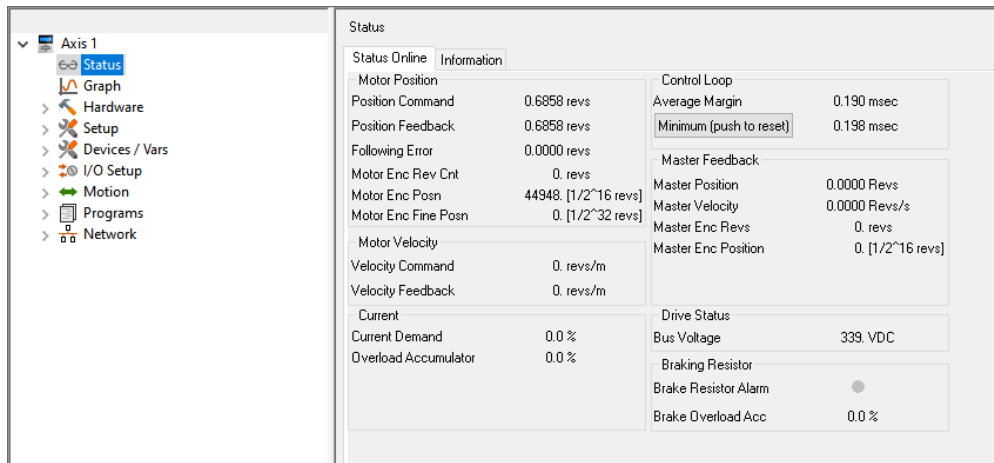 Axis 1
Status
Graph
Hardware
Setup
Devices / Vars
I/O Setup
Motion
Programs
Network
Status
Status Online Information
Motor Position
Position Command 0.6858 revs
Position Feedback 0.6858 revs
Following Error 0.0000 revs
Motor Enc Rev Cnt 0. revs
Motor Enc Posn 44948. [1/2^16 revs]
Motor Enc Fine Posn 0. [1/2^32 revs]
Motor Velocity
Velocity Command 0. revs/m
Velocity Feedback 0. revs/m
Current
Current Demand 0.0 %
Overload Accumulator 0.0 %
Control Loop
Average Margin 0.190 msec
Minimum (push to reset) 0.198 msec
Master Feedback
Master Position 0.0000 Revs
Master Velocity 0.0000 Revs/s
Master Enc Revs 0. revs
Master Enc Position 0. [1/2^16 revs]
Drive Status
Bus Voltage 339. VDC
Braking Resistor
Brake Resistor Alarm
Brake Overload Acc 0.0 %